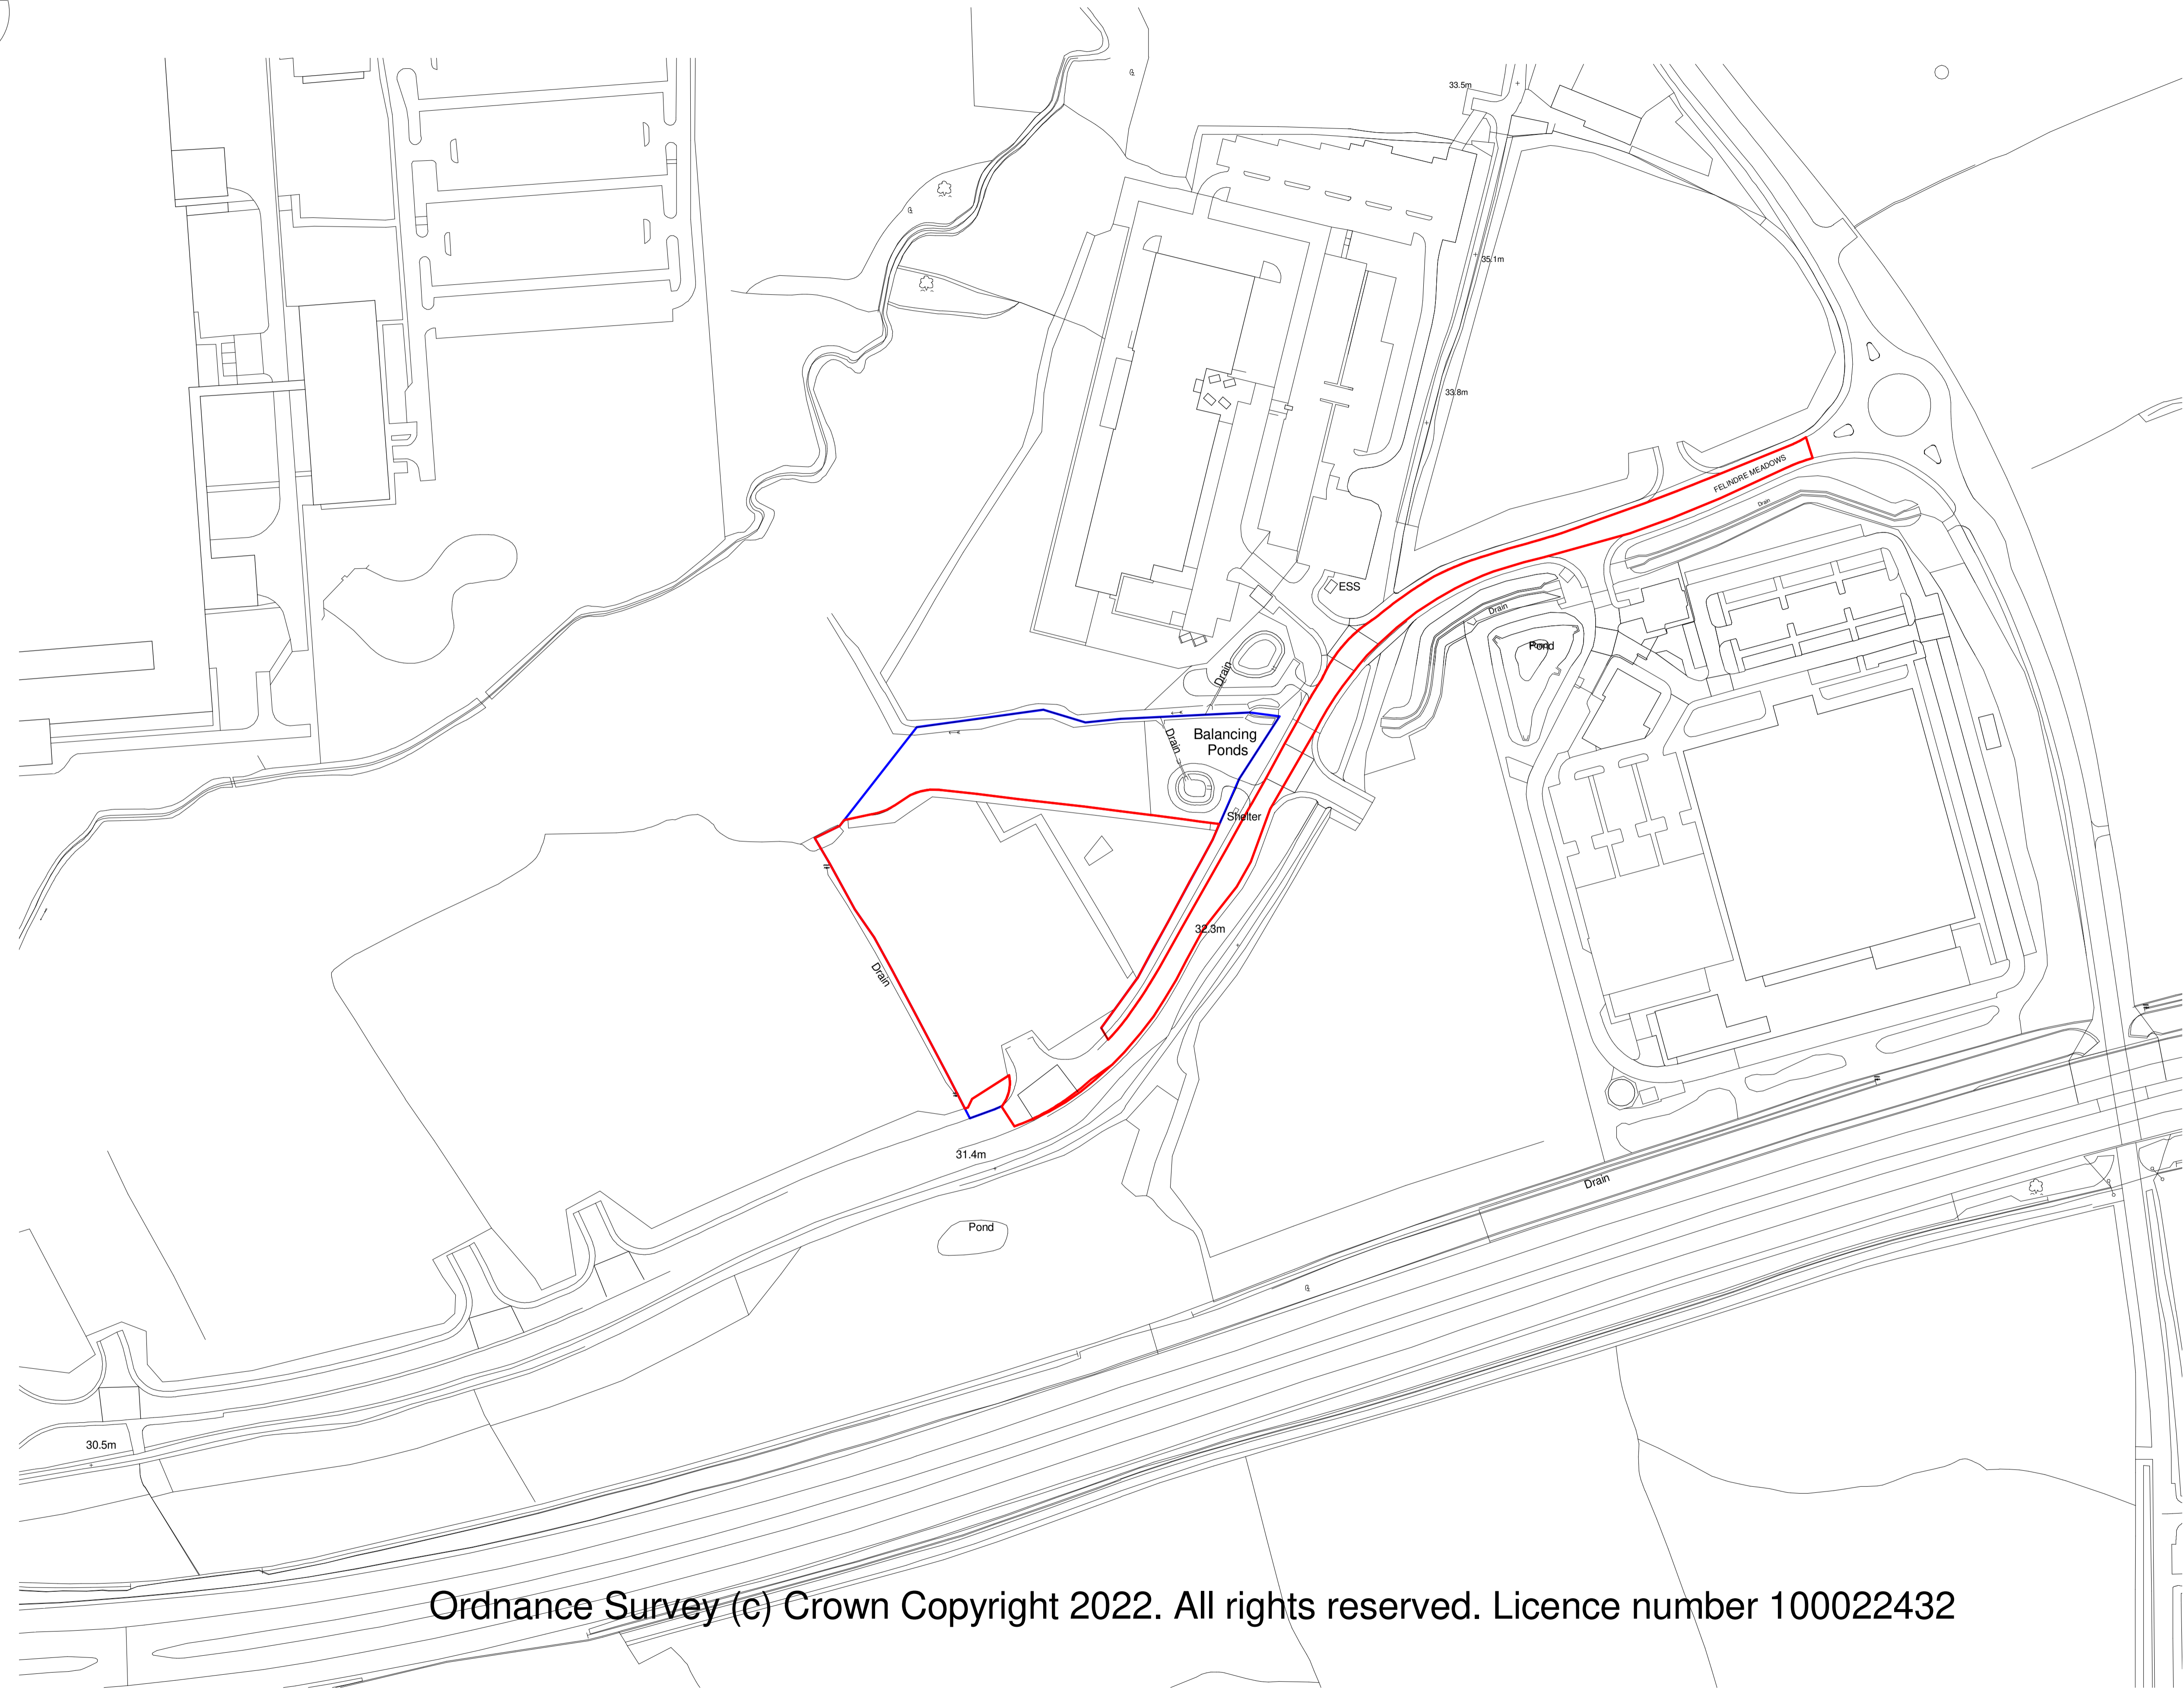 33.5m
35.1m
33.8m
FELINDRE MEADOWS
Drain
ESS
Drain
Pond
Drain
Drain
Balancing
Ponds
Shelter
32.3m
Drain
31.4m
Drain
Pond
30.5m
Ordnance Survey (c) Crown Copyright 2022. All rights reserved. Licence number 100022432